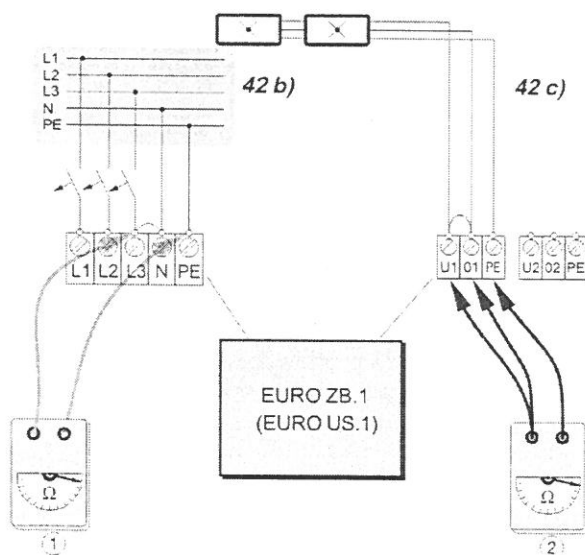 L1
L2
L3
N
PE
42 b)
42 c)
L1 L2 L3 N PE
U1 01 PE
U2 02 PE
EURO ZB.1
(EURO US.1)
Ω
1
Ω
2